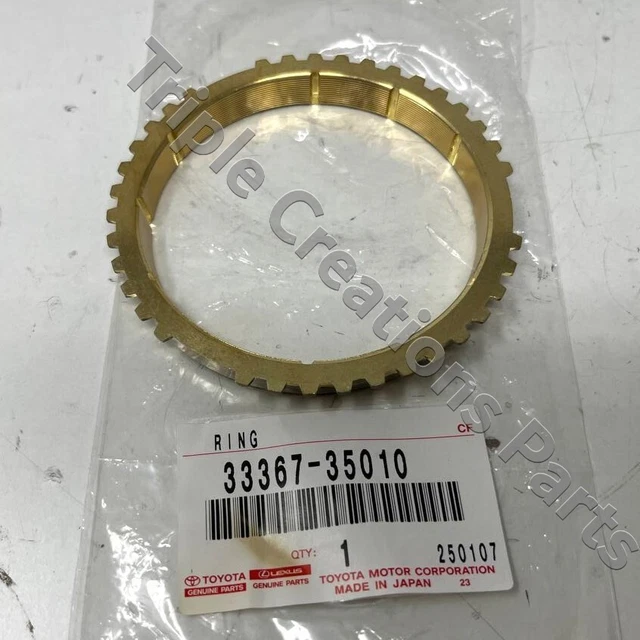 Triple Creations Parts
RING
CF
33367-35010
QTY: 1 250107
TOYOTA LEXUS TOYOTA MOTOR CORPORATION
GENUINE PARTS GENUINE PARTS MADE IN JAPAN 23